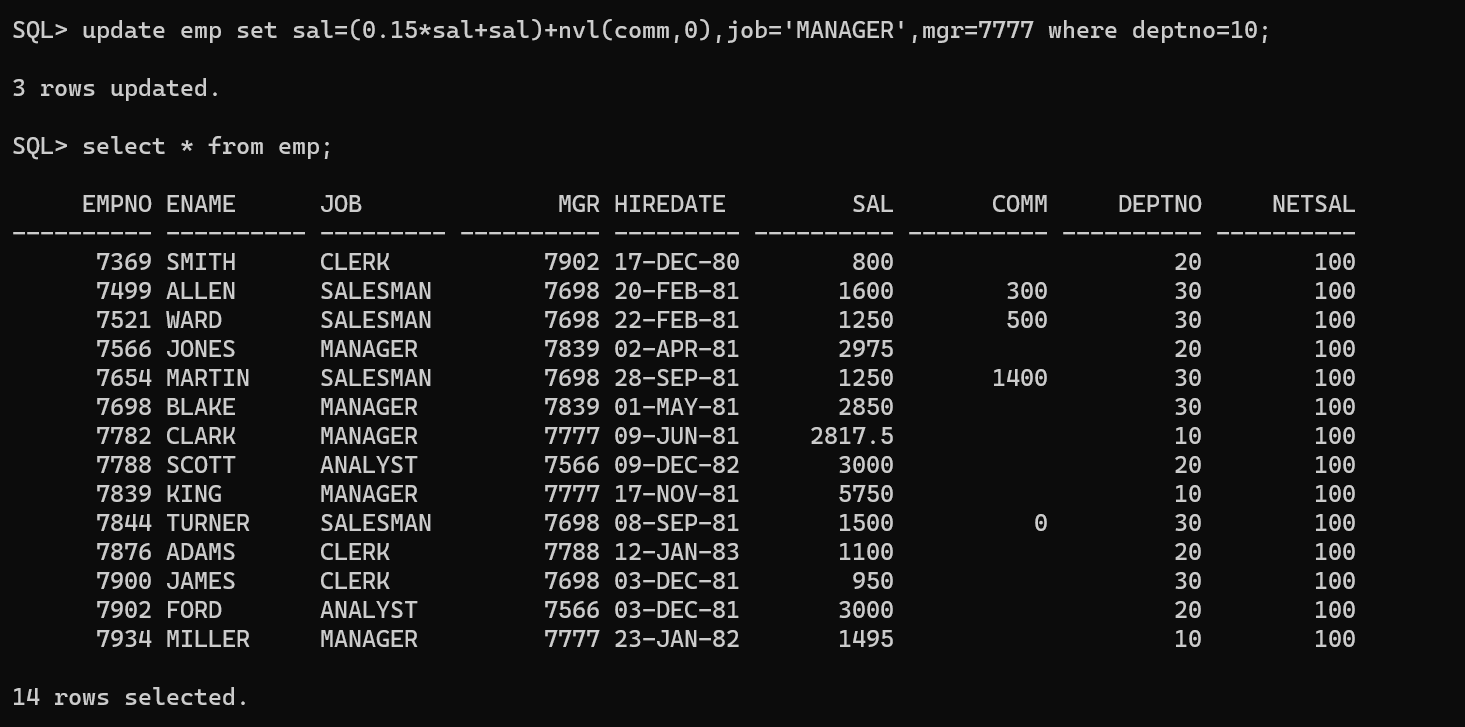 SQL> update emp set sal=(0.15*sal+sal)+nvl(comm,0),job='MANAGER',mgr=7777 where deptno=10;
3 rows updated.
SQL> select * from emp;
     EMPNO ENAME      JOB              MGR HIREDATE         SAL       COMM     DEPTNO     NETSAL
---------- ---------- --------- ---------- --------- ---------- ---------- ---------- ----------
      7369 SMITH      CLERK           7902 17-DEC-80        800                    20        100
      7499 ALLEN      SALESMAN        7698 20-FEB-81       1600        300         30        100
      7521 WARD       SALESMAN        7698 22-FEB-81       1250        500         30        100
      7566 JONES      MANAGER         7839 02-APR-81       2975                    20        100
      7654 MARTIN     SALESMAN        7698 28-SEP-81       1250       1400         30        100
      7698 BLAKE      MANAGER         7839 01-MAY-81       2850                    30        100
      7782 CLARK      MANAGER         7777 09-JUN-81     2817.5                    10        100
      7788 SCOTT      ANALYST         7566 09-DEC-82       3000                    20        100
      7839 KING       MANAGER         7777 17-NOV-81       5750                    10        100
      7844 TURNER     SALESMAN        7698 08-SEP-81       1500          0         30        100
      7876 ADAMS      CLERK           7788 12-JAN-83       1100                    20        100
      7900 JAMES      CLERK           7698 03-DEC-81        950                    30        100
      7902 FORD       ANALYST         7566 03-DEC-81       3000                    20        100
      7934 MILLER     MANAGER         7777 23-JAN-82       1495                    10        100
14 rows selected.